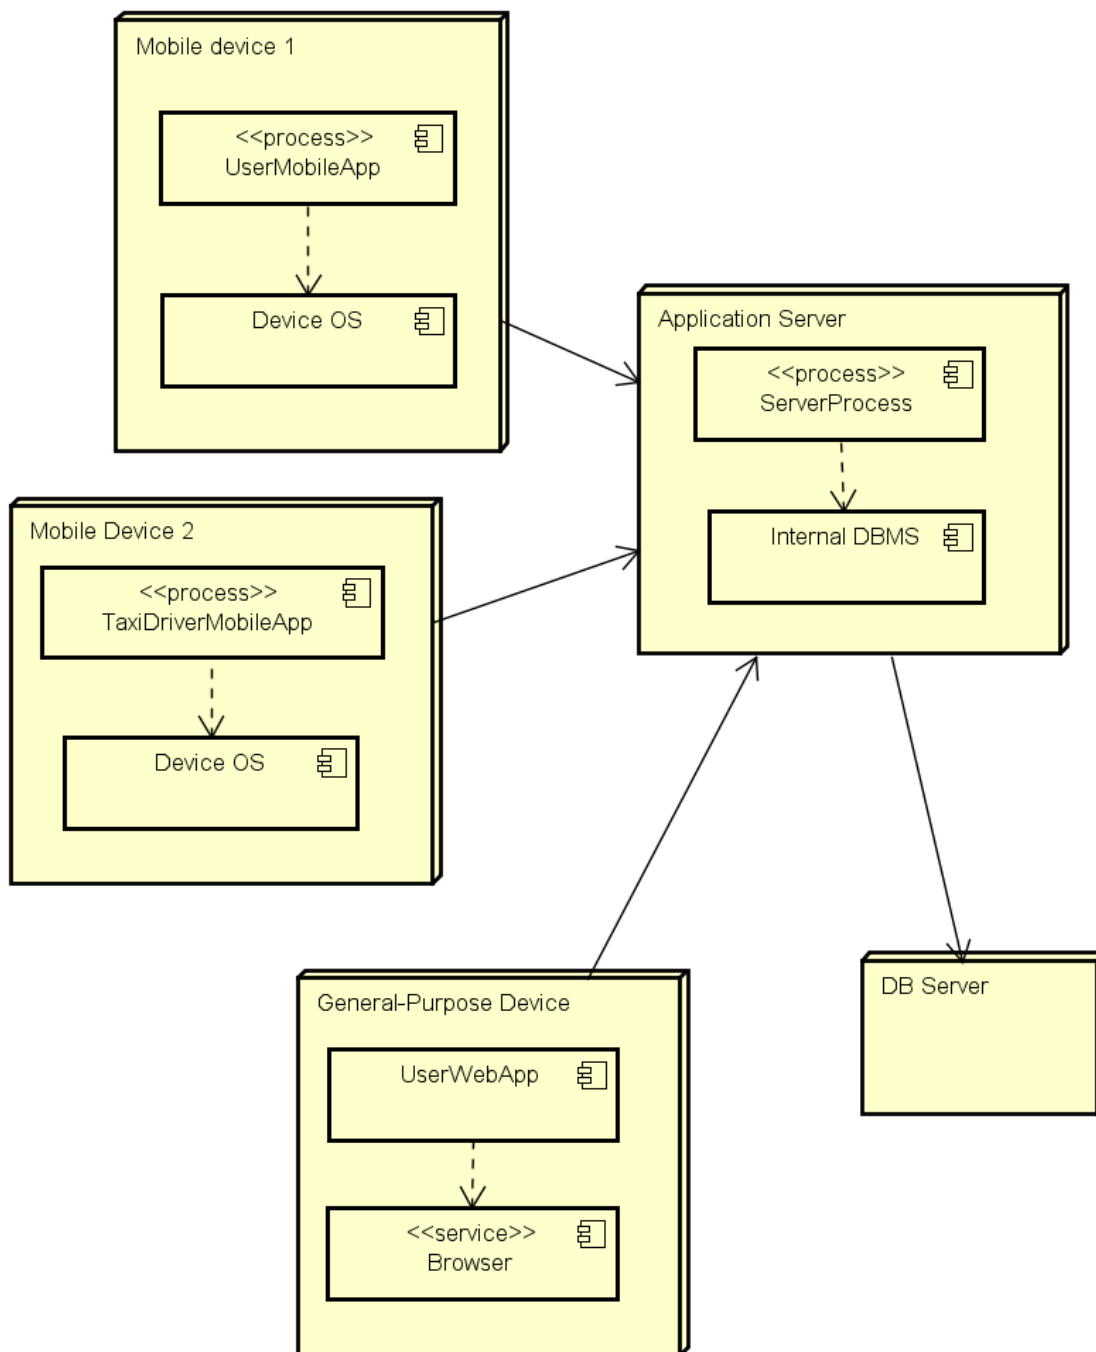 Mobile device 1
<<process>>
UserMobileApp
Device OS
Application Server
<<process>>
ServerProcess
Internal DBMS
Mobile Device 2
<<process>>
TaxiDriverMobileApp
Device OS
General-Purpose Device
UserWebApp
<<service>>
Browser
DB Server